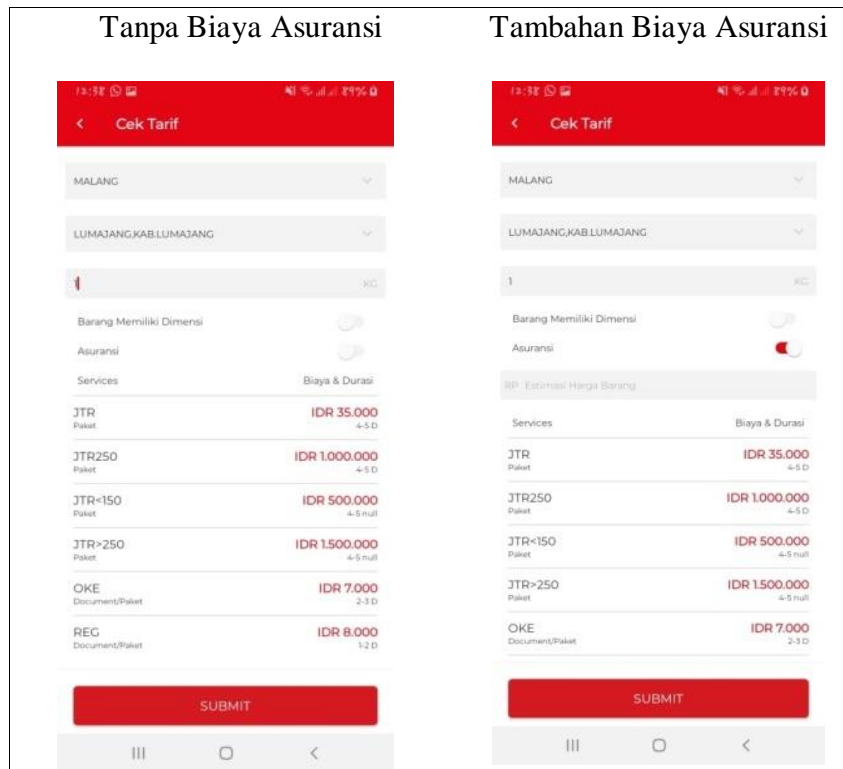 Tanpa Biaya Asuransi
12:38 89%
Cek Tarif
MALANG
LUMAJANG,KAB.LUMAJANG
1 KG
Barang Memiliki Dimensi
Asuransi
Services Biaya & Durasi
JTR IDR 35.000
Paket 4-5 D
JTR250 IDR 1.000.000
Paket 4-5 D
JTR<150 IDR 500.000
Paket 4-5 null
JTR>250 IDR 1.500.000
Paket 4-5 null
OKE IDR 7.000
Document/Paket 2-3 D
REG IDR 8.000
Document/Paket 1-2 D
SUBMIT
Tambahan Biaya Asuransi
12:38 89%
Cek Tarif
MALANG
LUMAJANG,KAB.LUMAJANG
1 KG
Barang Memiliki Dimensi
Asuransi
RP Estimasi Harga Barang
Services Biaya & Durasi
JTR IDR 35.000
Paket 4-5 D
JTR250 IDR 1.000.000
Paket 4-5 D
JTR<150 IDR 500.000
Paket 4-5 null
JTR>250 IDR 1.500.000
Paket 4-5 null
OKE IDR 7.000
Document/Paket 2-3 D
SUBMIT